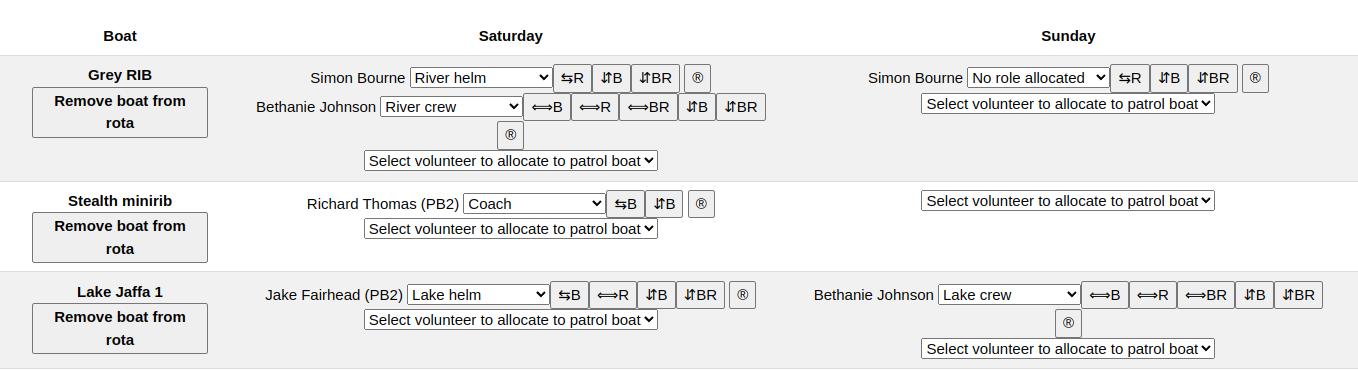 Boat Saturday Sunday
Grey RIB
Remove boat from
rota
Simon Bourne River helm ⇆R ⇵B ⇵BR ®
Bethanie Johnson River crew ⟺B ⟺R ⟺BR ⇵B ⇵BR
®
Select volunteer to allocate to patrol boat
Simon Bourne No role allocated ⇆R ⇵B ⇵BR ®
Select volunteer to allocate to patrol boat
Stealth minirib
Remove boat from
rota
Richard Thomas (PB2) Coach ⇆B ⇵B ®
Select volunteer to allocate to patrol boat
Select volunteer to allocate to patrol boat
Lake Jaffa 1
Remove boat from
rota
Jake Fairhead (PB2) Lake helm ⇆B ⟺R ⇵B ⇵BR ®
Select volunteer to allocate to patrol boat
Bethanie Johnson Lake crew ⟺B ⟺R ⟺BR ⇵B ⇵BR
®
Select volunteer to allocate to patrol boat